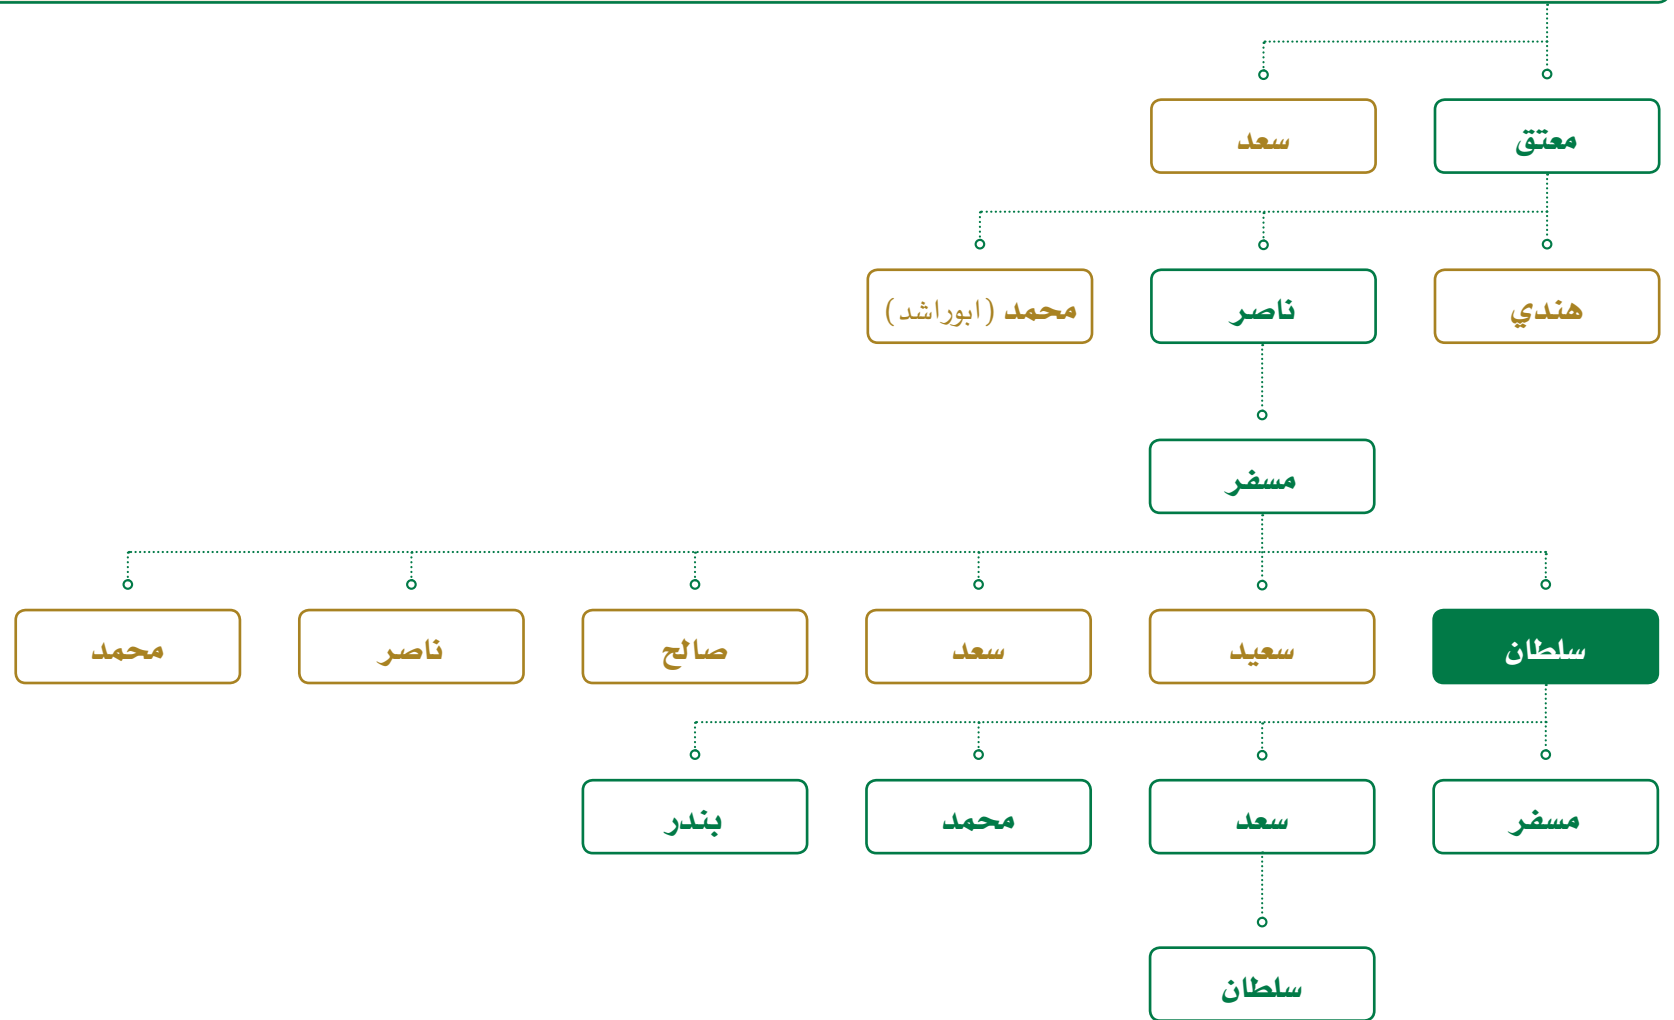 معتق
سعد
هندي
ناصر
محمد (ابوراشد)
مسفر
سلطان
سعيد
سعد
صالح
ناصر
محمد
مسفر
سعد
محمد
بندر
سلطان